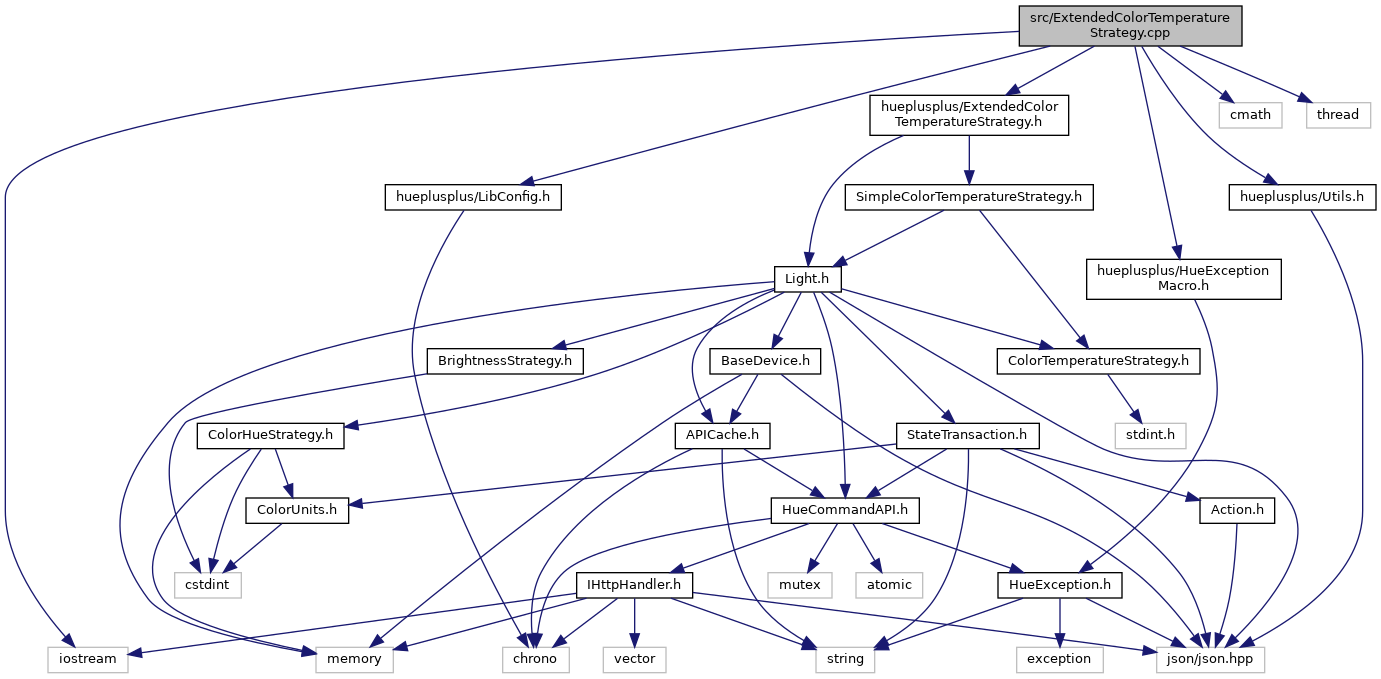 src/ExtendedColorTemperature
Strategy.cpp
hueplusplus/ExtendedColor
TemperatureStrategy.h
cmath
thread
hueplusplus/LibConfig.h
SimpleColorTemperatureStrategy.h
hueplusplus/Utils.h
Light.h
hueplusplus/HueException
Macro.h
BrightnessStrategy.h
BaseDevice.h
ColorTemperatureStrategy.h
ColorHueStrategy.h
APICache.h
StateTransaction.h
stdint.h
ColorUnits.h
HueCommandAPI.h
Action.h
cstdint
IHttpHandler.h
mutex
atomic
HueException.h
iostream
memory
chrono
vector
string
exception
json/json.hpp